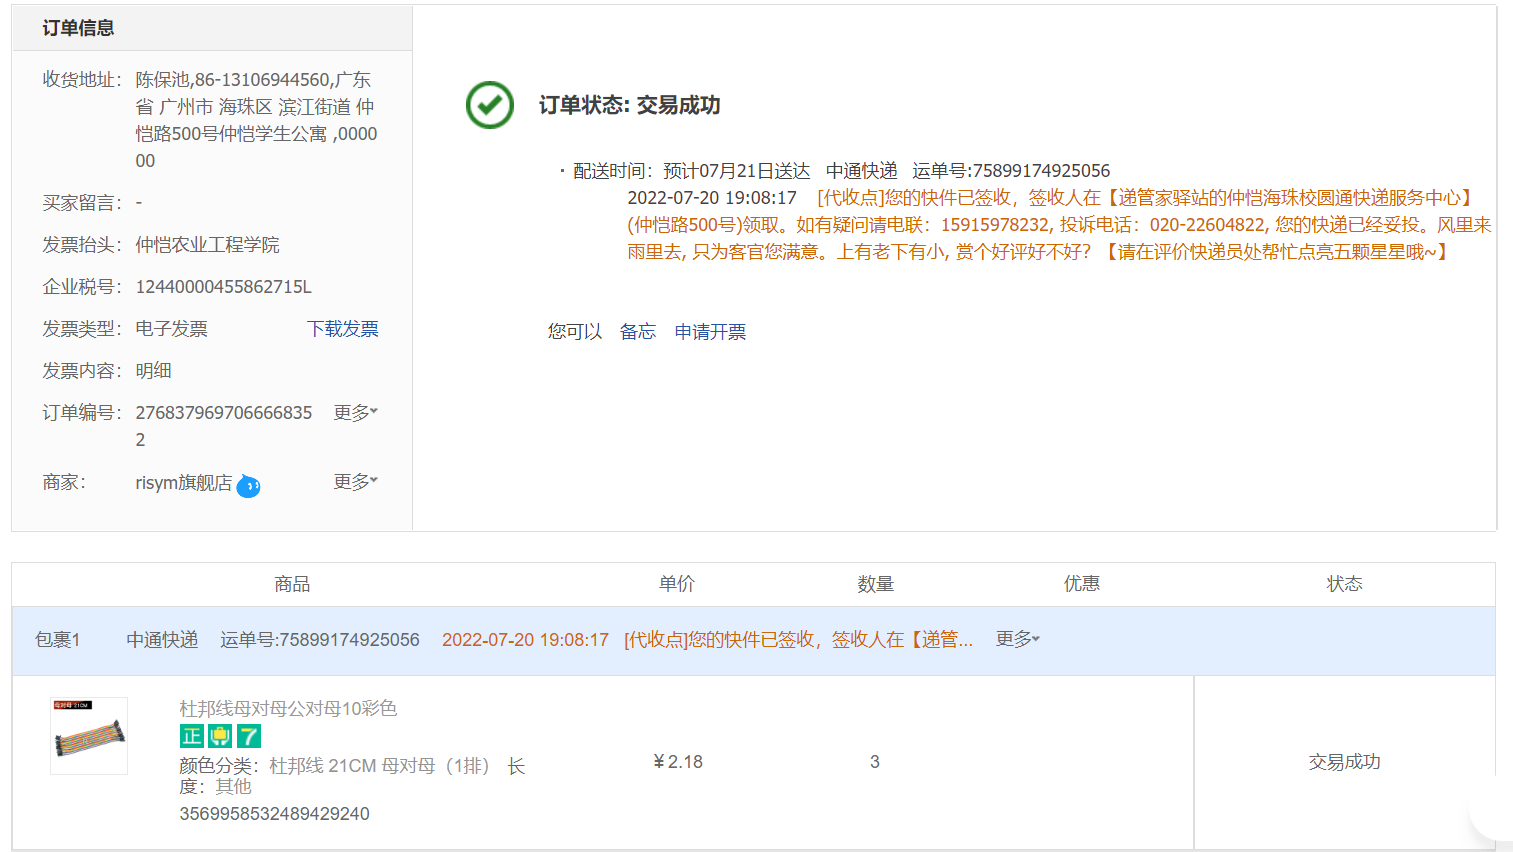 订单信息
收货地址： 陈保池,86-13106944560,广东
省 广州市 海珠区 滨江街道 仲
恺路500号仲恺学生公寓 ,0000
00
买家留言： -
发票抬头： 仲恺农业工程学院
企业税号： 12440000455862715L
发票类型： 电子发票 下载发票
发票内容： 明细
订单编号： 276837969706666835 更多
2
商家： risym旗舰店 更多
订单状态: 交易成功
· 配送时间：预计07月21日送达 中通快递 运单号:75899174925056
2022-07-20 19:08:17 [代收点]您的快件已签收，签收人在【递管家驿站的仲恺海珠校圆通快递服务中心】
(仲恺路500号)领取。如有疑问请电联：15915978232, 投诉电话：020-22604822, 您的快递已经妥投。风里来
雨里去, 只为客官您满意。上有老下有小, 赏个好评好不好？【请在评价快递员处帮忙点亮五颗星星哦~】
您可以 备忘 申请开票
商品 单价 数量 优惠 状态
包裹1 中通快递 运单号:75899174925056 2022-07-20 19:08:17 [代收点]您的快件已签收，签收人在【递管... 更多
母对母 21CM
杜邦线母对母公对母10彩色
正 7
颜色分类：杜邦线 21CM 母对母（1排） 长
度：其他
3569958532489429240
¥2.18 3 交易成功